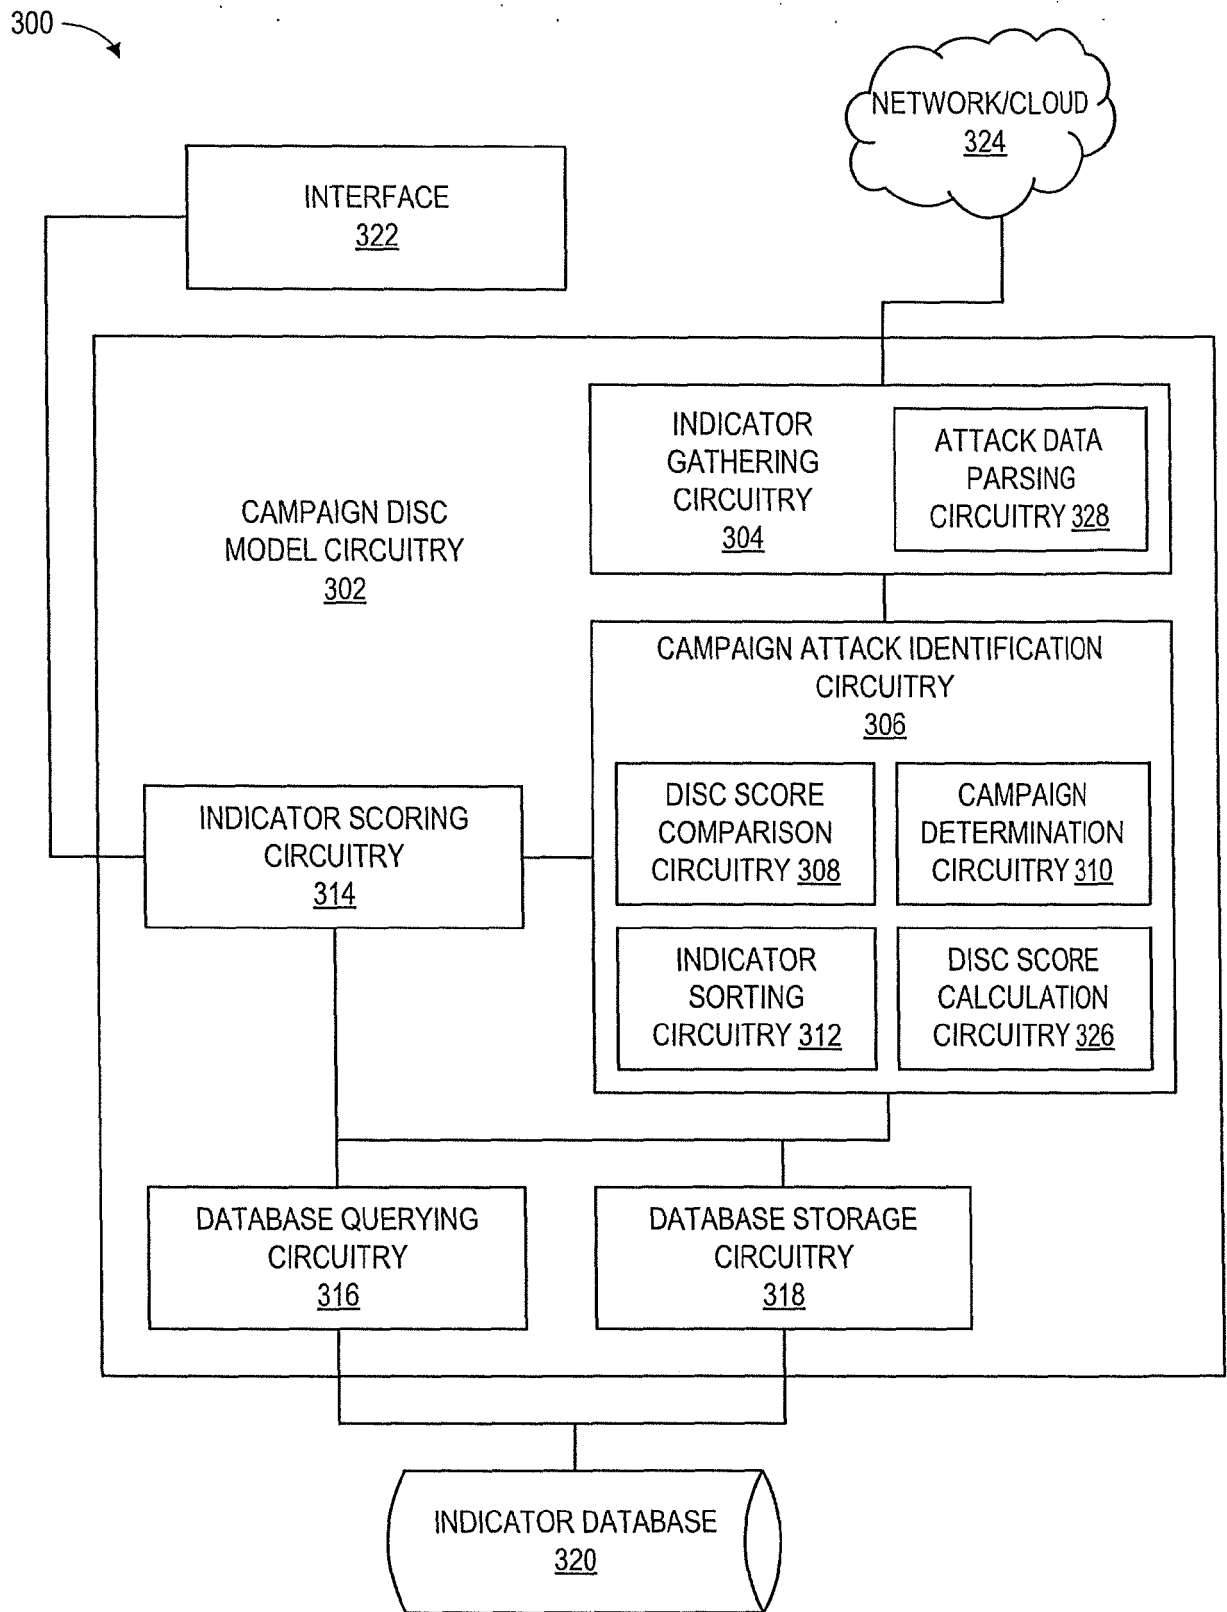 300
NETWORK/CLOUD
324
INTERFACE
322
CAMPAIGN DISC
MODEL CIRCUITRY
302
INDICATOR
GATHERING
CIRCUITRY
304
ATTACK DATA
PARSING
CIRCUITRY 328
CAMPAIGN ATTACK IDENTIFICATION
CIRCUITRY
306
DISC SCORE
COMPARISON
CIRCUITRY 308
CAMPAIGN
DETERMINATION
CIRCUITRY 310
INDICATOR SCORING
CIRCUITRY
314
INDICATOR
SORTING
CIRCUITRY 312
DISC SCORE
CALCULATION
CIRCUITRY 326
DATABASE QUERYING
CIRCUITRY
316
DATABASE STORAGE
CIRCUITRY
318
INDICATOR DATABASE
320